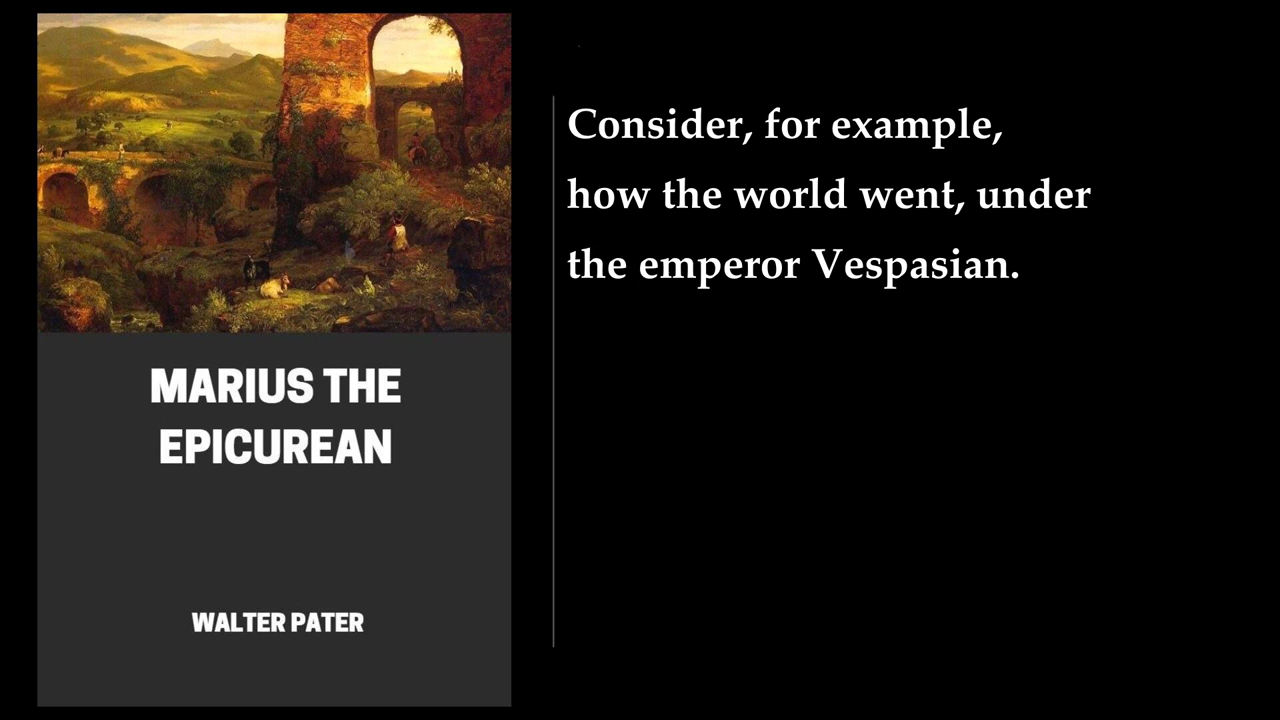 MARIUS THE
EPICUREAN
WALTER PATER
Consider, for example,
how the world went, under
the emperor Vespasian.